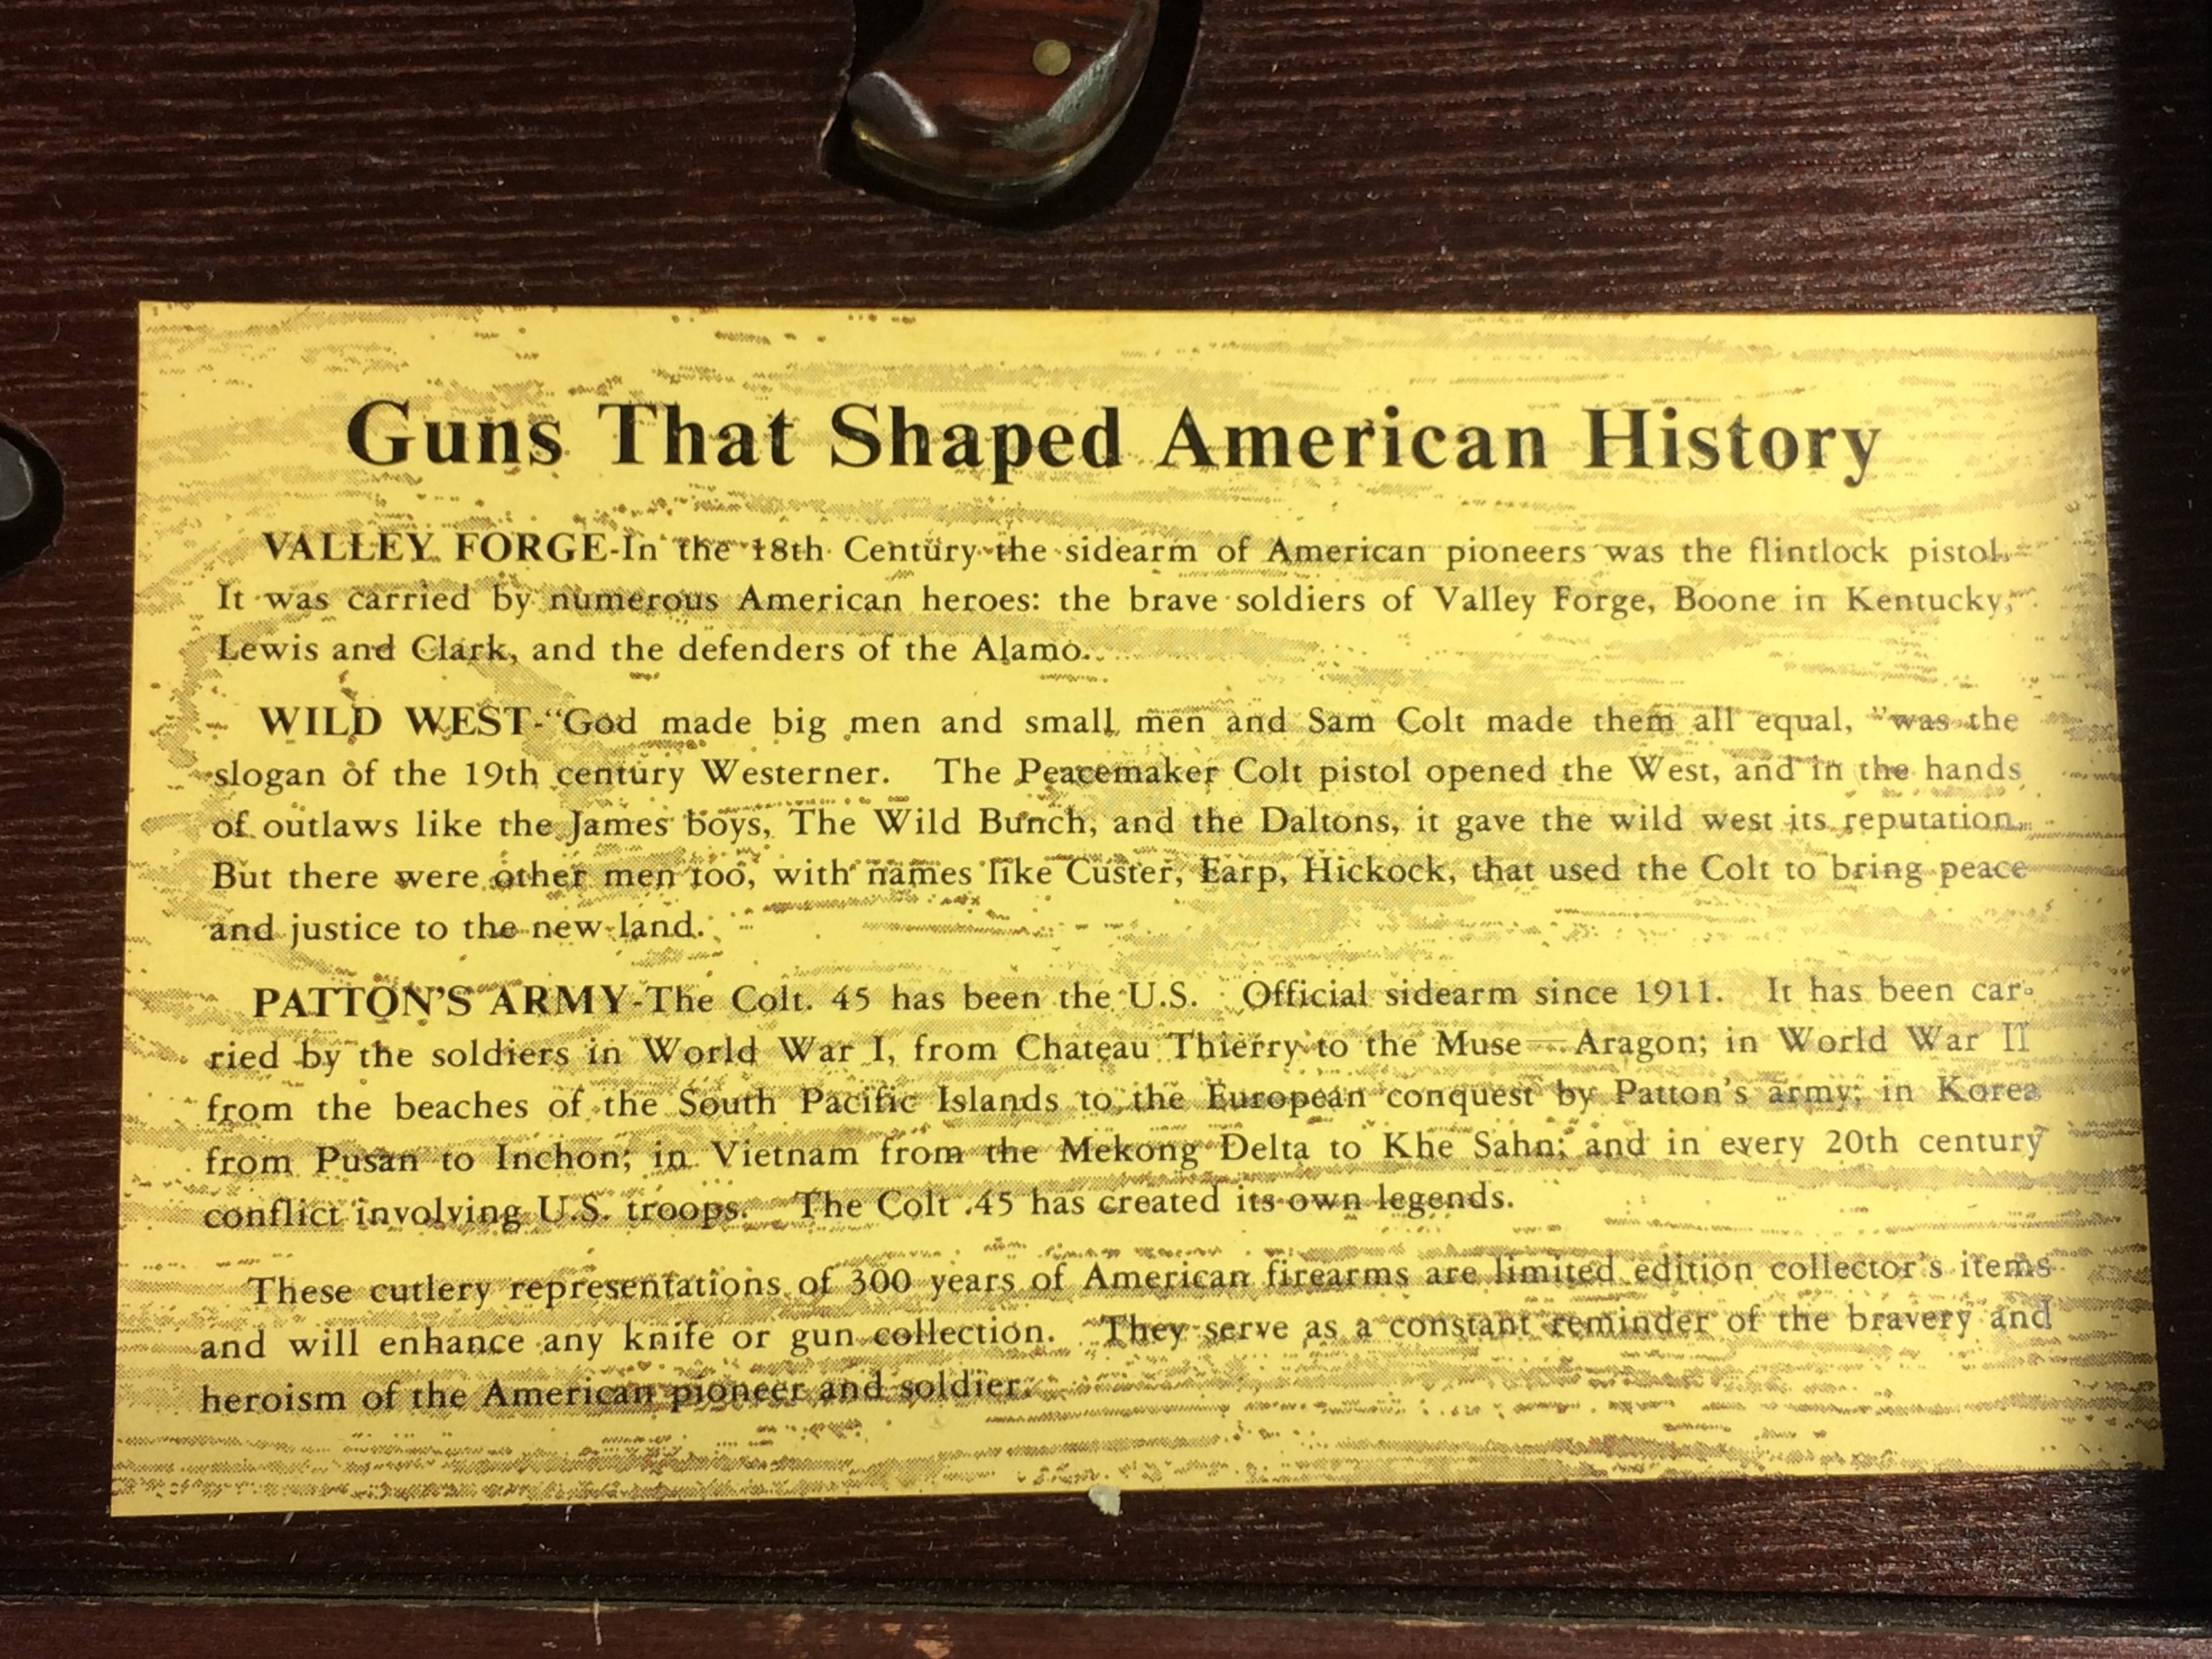 Guns That Shaped American History
VALLEY FORGE-In the 18th Century the sidearm of American pioneers was the flintlock pistol.
It was carried by numerous American heroes: the brave soldiers of Valley Forge, Boone in Kentucky,
Lewis and Clark, and the defenders of the Alamo.
WILD WEST-“God made big men and small men and Sam Colt made them all equal, ”was the
slogan of the 19th century Westerner. The Peacemaker Colt pistol opened the West, and in the hands
of outlaws like the James boys, The Wild Bunch, and the Daltons, it gave the wild west its reputation.
But there were other men too, with names like Custer, Earp, Hickock, that used the Colt to bring peace
and justice to the new land.
PATTON’S ARMY-The Colt. 45 has been the U.S. Official sidearm since 1911. It has been car-
ried by the soldiers in World War I, from Chateau Thierry to the Muse—Aragon; in World War II
from the beaches of the South Pacific Islands to the European conquest by Patton’s army; in Korea
from Pusan to Inchon; in Vietnam from the Mekong Delta to Khe Sahn; and in every 20th century
conflict involving U.S. troops. The Colt .45 has created its own legends.
These cutlery representations of 300 years of American firearms are limited edition collector’s items
and will enhance any knife or gun collection. They serve as a constant reminder of the bravery and
heroism of the American pioneer and soldier.